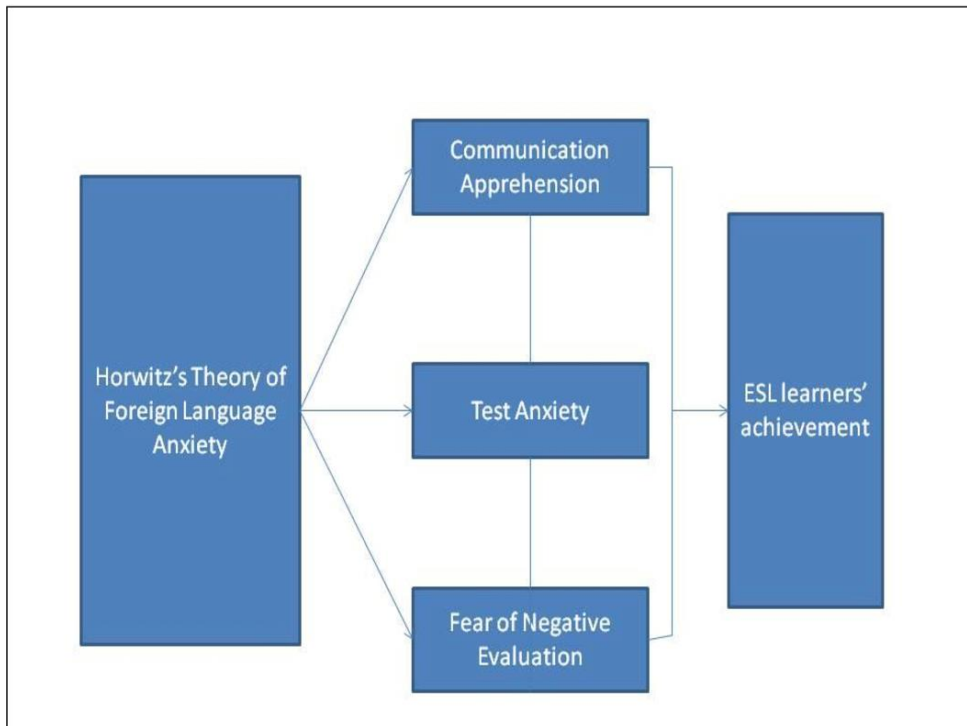 Communication
Apprehension
Horwitz's Theory of
Foreign Language
Anxiety
Test Anxiety
ESL learners'
achievement
Fear of Negative
Evaluation